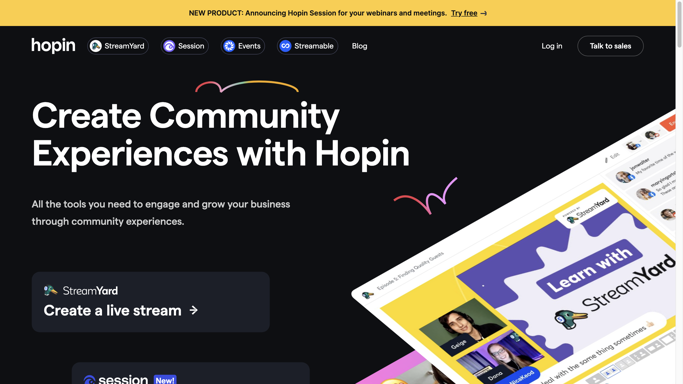 NEW PRODUCT: Announcing Hopin Session for your webinars and meetings. Try free →
hopin
StreamYard
Session
Events
Streamable
Blog
Log in
Talk to sales
Create Community
Experiences with Hopin
All the tools you need to engage and grow your business
through community experiences.
StreamYard
Create a live stream →
session New!
Edit
jonwalter
Episode 5: Finding Quality Guests
StreamYard
Learn with
StreamYard
Gaige
Dana
deal with the same thing sometimes